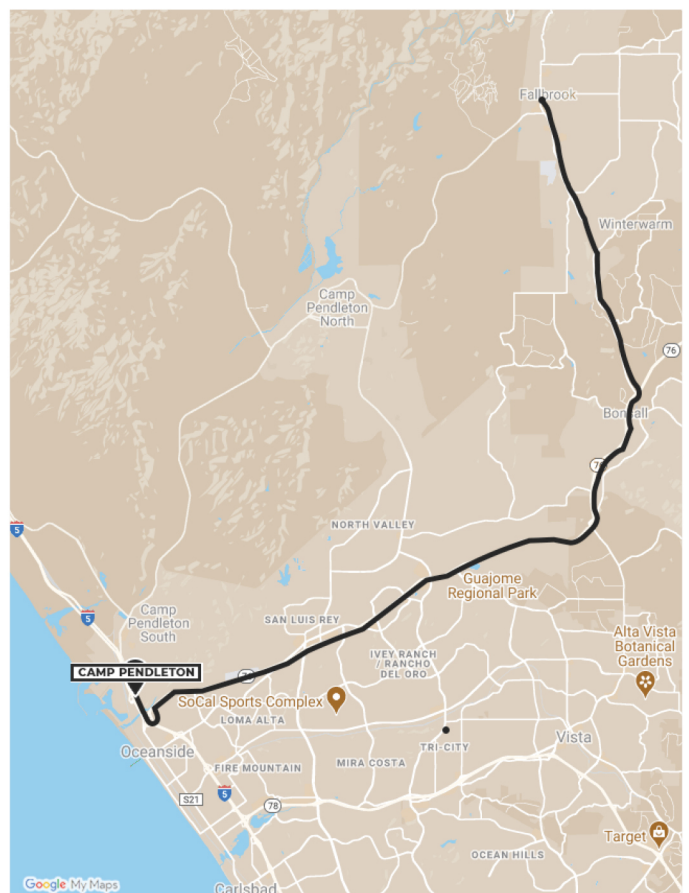 Fallbrook
Winterwarm
Camp
Pendleton
North
76
Bonsall
76
5
NORTH VALLEY
Guajome
Regional Park
Camp
Pendleton
South
5
SAN LUIS REY
Alta Vista
Botanical
Gardens
IVEY RANCH
/ RANCHO
DEL ORO
CAMP PENDLETON
76
SoCal Sports Complex
LOMA ALTA
Oceanside
TRI-CITY
Vista
FIRE MOUNTAIN
MIRA COSTA
5
S21
78
Target
OCEAN HILLS
Carlsbad
Google My Maps